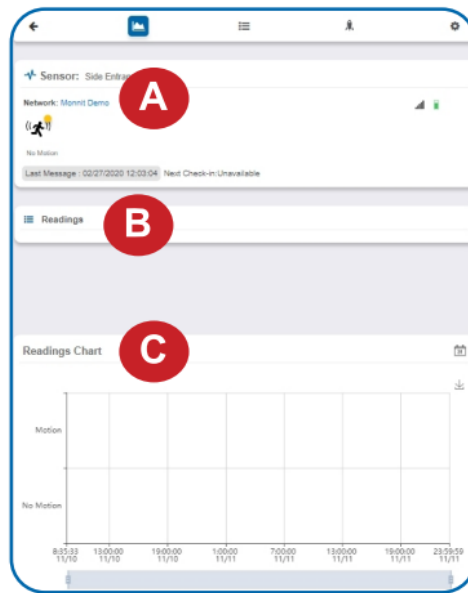 Sensor: Side Entra
A
Network: Monnit Demo
No Motion
Last Message : 02/27/2020 12:03:04 Next Check-in:Unavailable
Readings
B
Readings Chart
C
Motion
No Motion
8:35:33 13:00:00 19:00:00 1:00:00 7:00:00 13:00:00 19:00:00 23:59:59
11/10 11/10 11/10 11/11 11/11 11/11 11/11 11/11